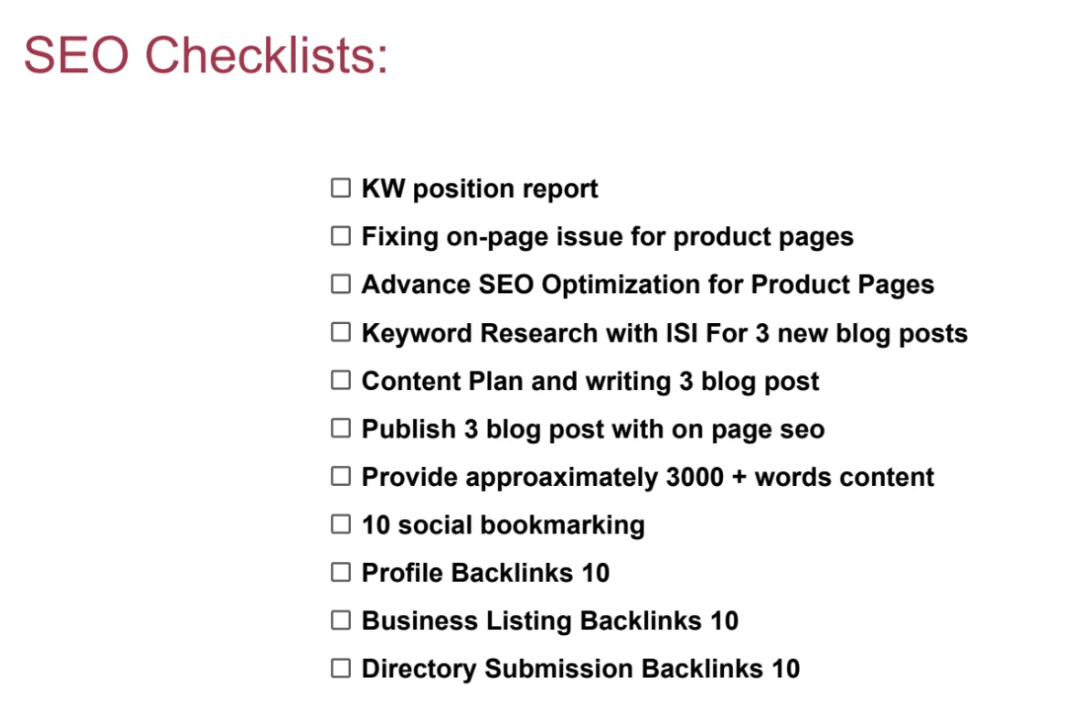 SEO Checklists:
☐ KW position report
☐ Fixing on-page issue for product pages
☐ Advance SEO Optimization for Product Pages
☐ Keyword Research with ISI For 3 new blog posts
☐ Content Plan and writing 3 blog post
☐ Publish 3 blog post with on page seo
☐ Provide approaximately 3000 + words content
☐ 10 social bookmarking
☐ Profile Backlinks 10
☐ Business Listing Backlinks 10
☐ Directory Submission Backlinks 10